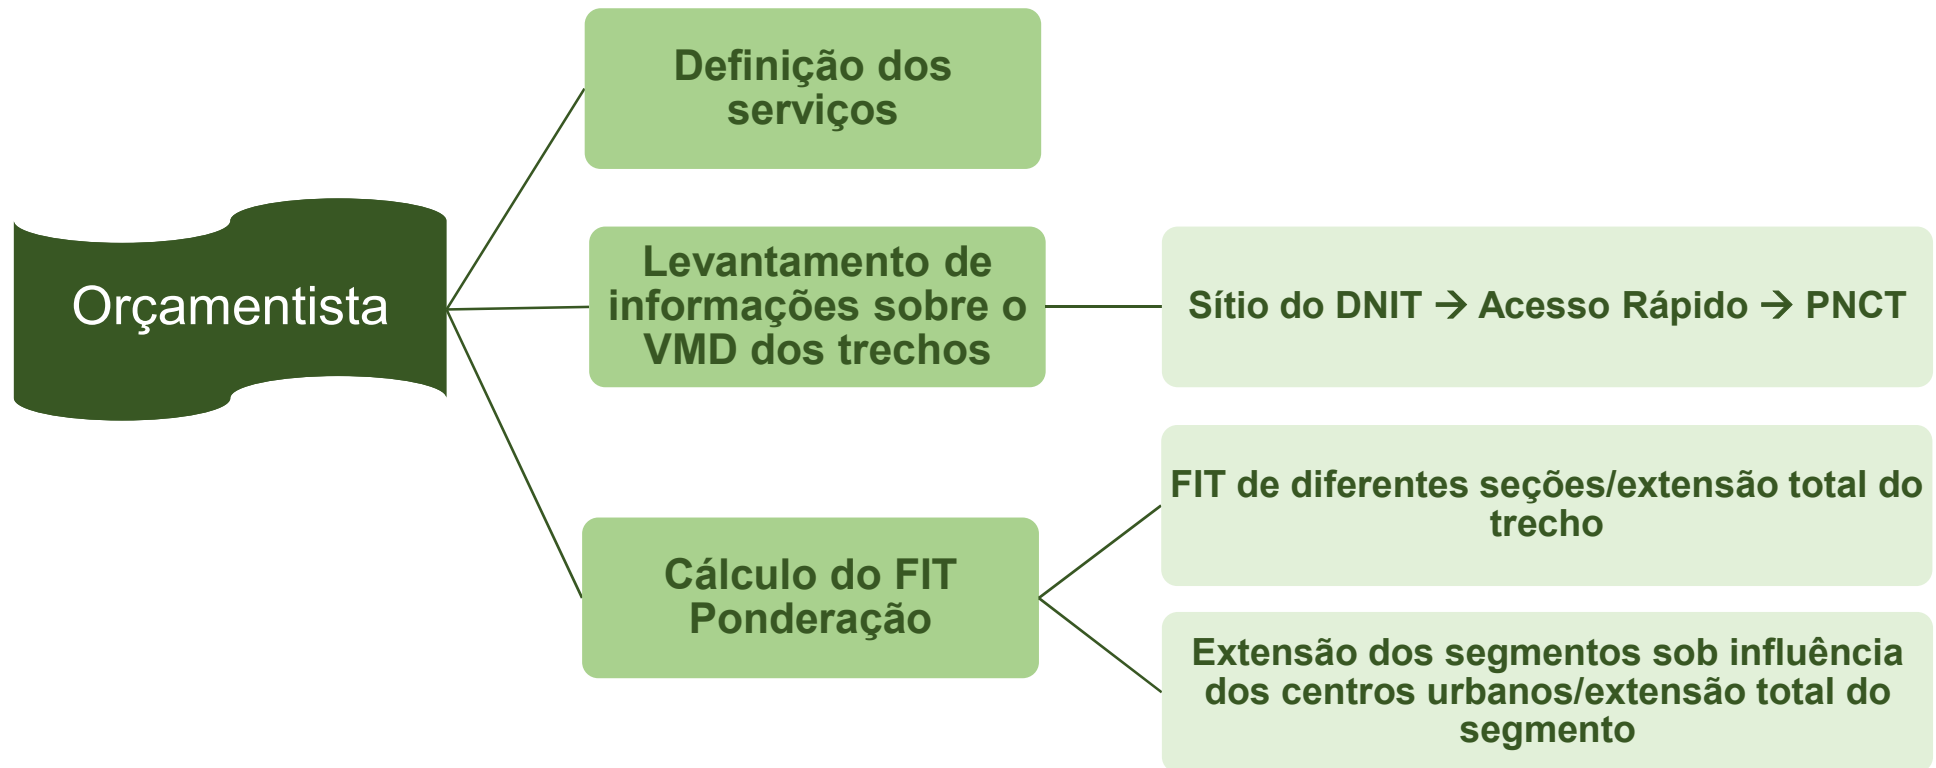 Orçamentista
Definição dos
serviços
Levantamento de
informações sobre o
VMD dos trechos
Sítio do DNIT → Acesso Rápido → PNCT
Cálculo do FIT
Ponderação
FIT de diferentes seções/extensão total do
trecho
Extensão dos segmentos sob influência
dos centros urbanos/extensão total do
segmento